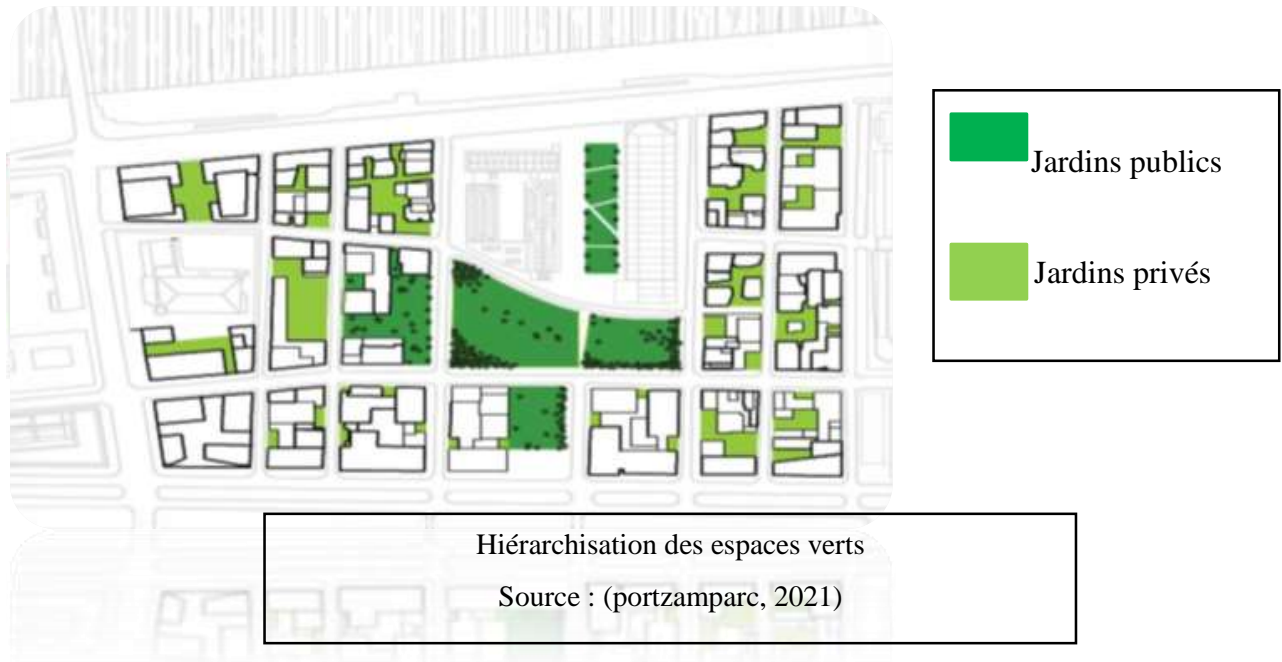 Jardins publics
Jardins privés
Hiérarchisation des espaces verts
Source : (portzamparc, 2021)